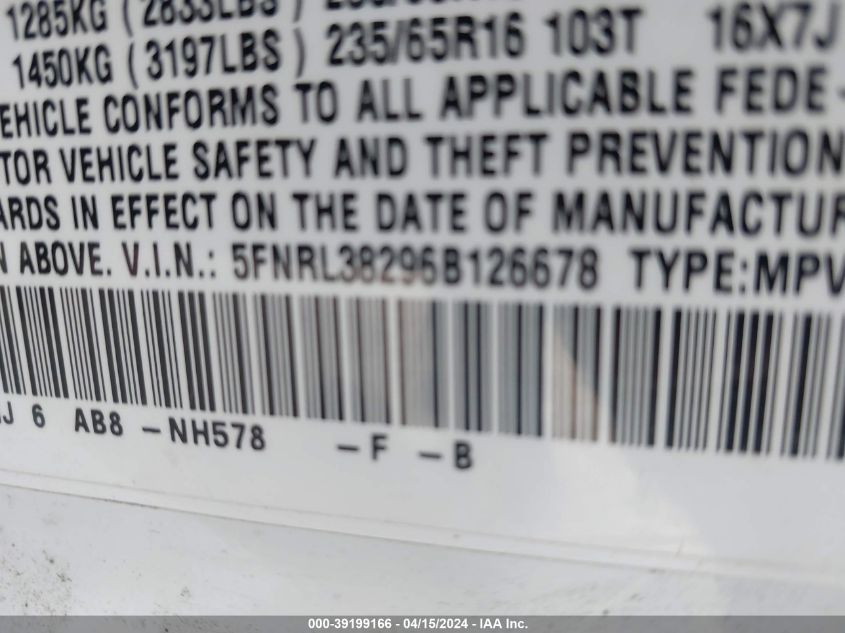 1285KG ( 2833LBS )
1450KG ( 3197LBS ) 235/65R16 103T 16X7J
EHICLE CONFORMS TO ALL APPLICABLE FEDE-
TOR VEHICLE SAFETY AND THEFT PREVENTION
ARDS IN EFFECT ON THE DATE OF MANUFACTUR
N ABOVE. V.I.N.: 5FNRL38296B126678 TYPE:MPV
J 6 AB8 -NH578 -F -B
000-39199166 - 04/15/2024 - IAA Inc.